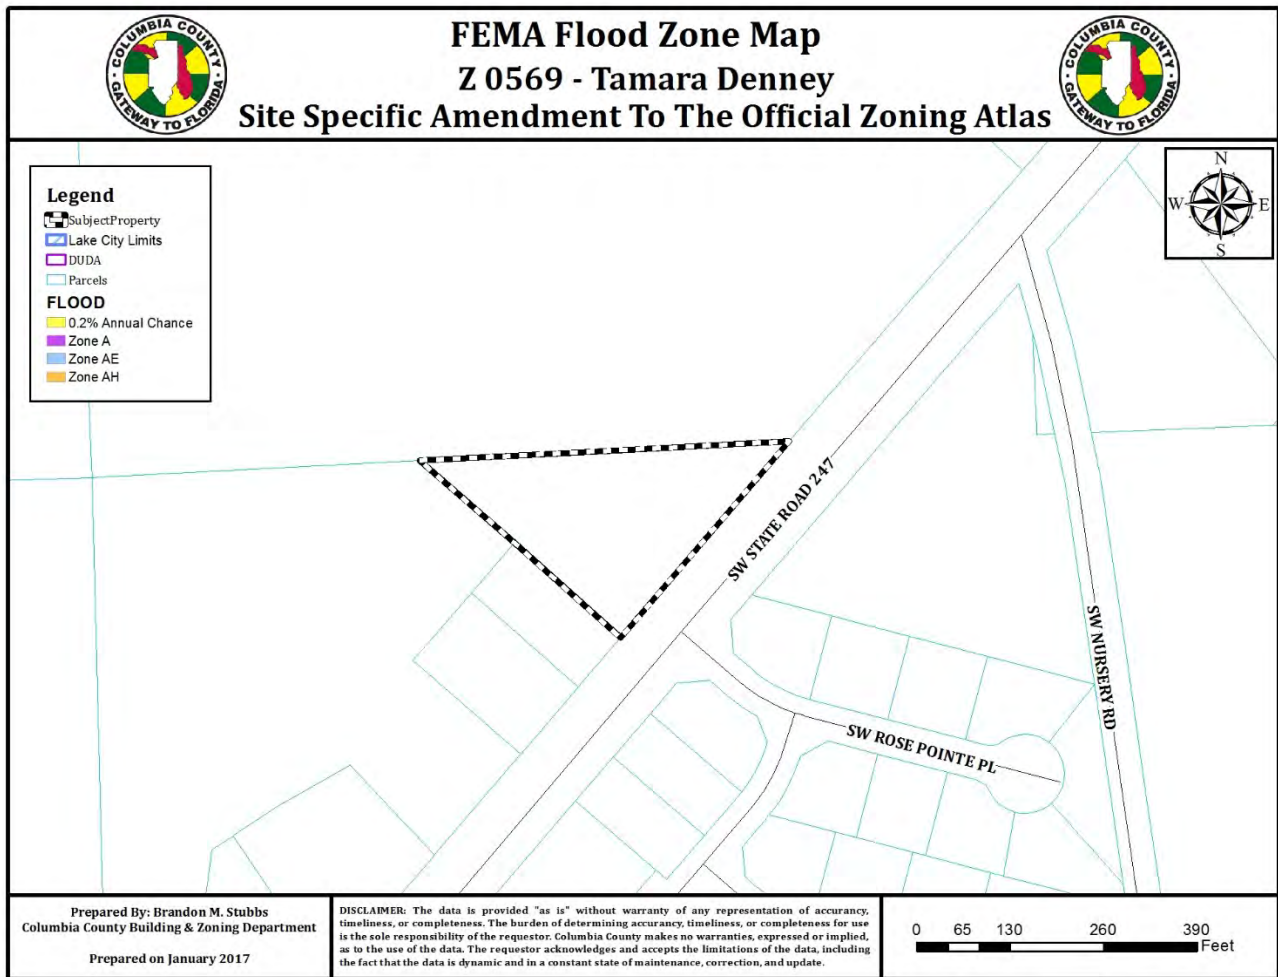 FEMA Flood Zone Map
Z 0569 - Tamara Denney
Site Specific Amendment To The Official Zoning Atlas
COLUMBIA COUNTY
GATEWAY TO FLORIDA
COLUMBIA COUNTY
GATEWAY TO FLORIDA
Legend
SubjectProperty
Lake City Limits
DUDA
Parcels
FLOOD
0.2% Annual Chance
Zone A
Zone AE
Zone AH
N
W
E
S
SW STATE ROAD 247
SW NURSERY RD
SW ROSE POINTE PL
Prepared By: Brandon M. Stubbs
Columbia County Building & Zoning Department
Prepared on January 2017
DISCLAIMER: The data is provided "as is" without warranty of any representation of accurancy,
timeliness, or completeness. The burden of determining accurancy, timeliness, or completeness for use
is the sole responsibility of the requestor. Columbia County makes no warranties, expressed or implied,
as to the use of the data. The requestor acknowledges and accepts the limitations of the data, including
the fact that the data is dynamic and in a constant state of maintenance, correction, and update.
0 65 130 260 390
Feet